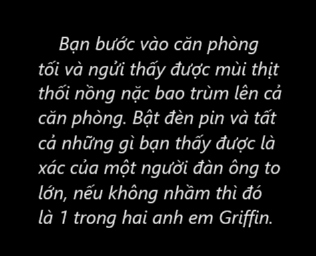 Bạn bước vào căn phòng
tối và ngửi thấy được mùi thịt
thối nồng nặc bao trùm lên cả
căn phòng. Bật đèn pin và tất
cả những gì bạn thấy được là
xác của một người đàn ông to
lớn, nếu không nhầm thì đó
là 1 trong hai anh em Griffin.